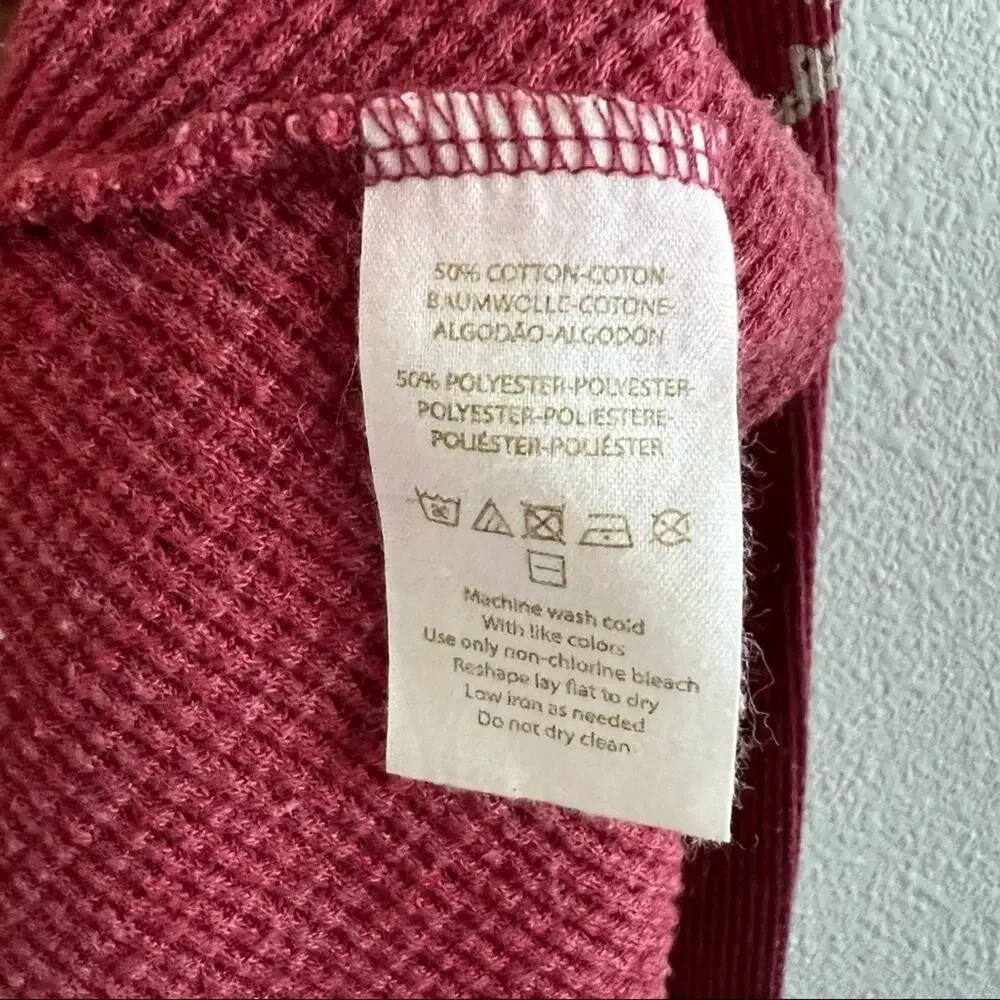 50% COTTON-COTON-
BAUMWOLLE-COTONE-
ALGODÃO-ALGODÓN
50% POLYESTER-POLYESTER-
POLYESTER-POLIESTERE-
POLIÉSTER-POLIÉSTER
Machine wash cold
With like colors
Use only non-chlorine bleach
Reshape lay flat to dry
Low iron as needed
Do not dry clean